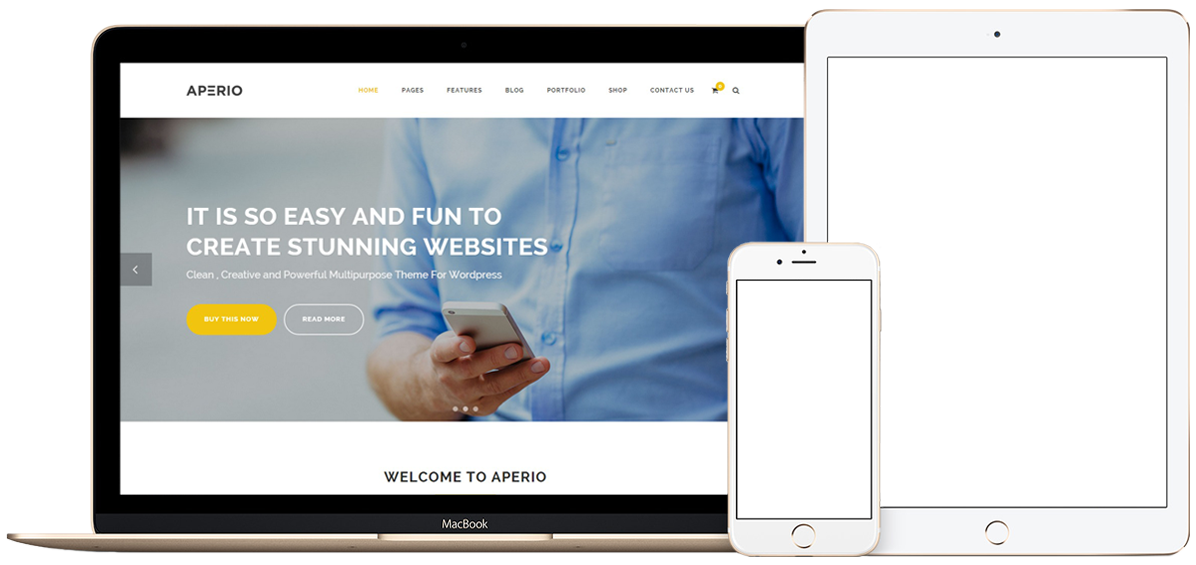 APERIO
HOME PAGES FEATURES BLOG PORTFOLIO SHOP CONTACT US
IT IS SO EASY AND FUN TO
CREATE STUNNING WEBSITES
Clean , Creative and Powerful Multipurpose Theme For Wordpress
BUY THIS NOW READ MORE
WELCOME TO APERIO
MacBook